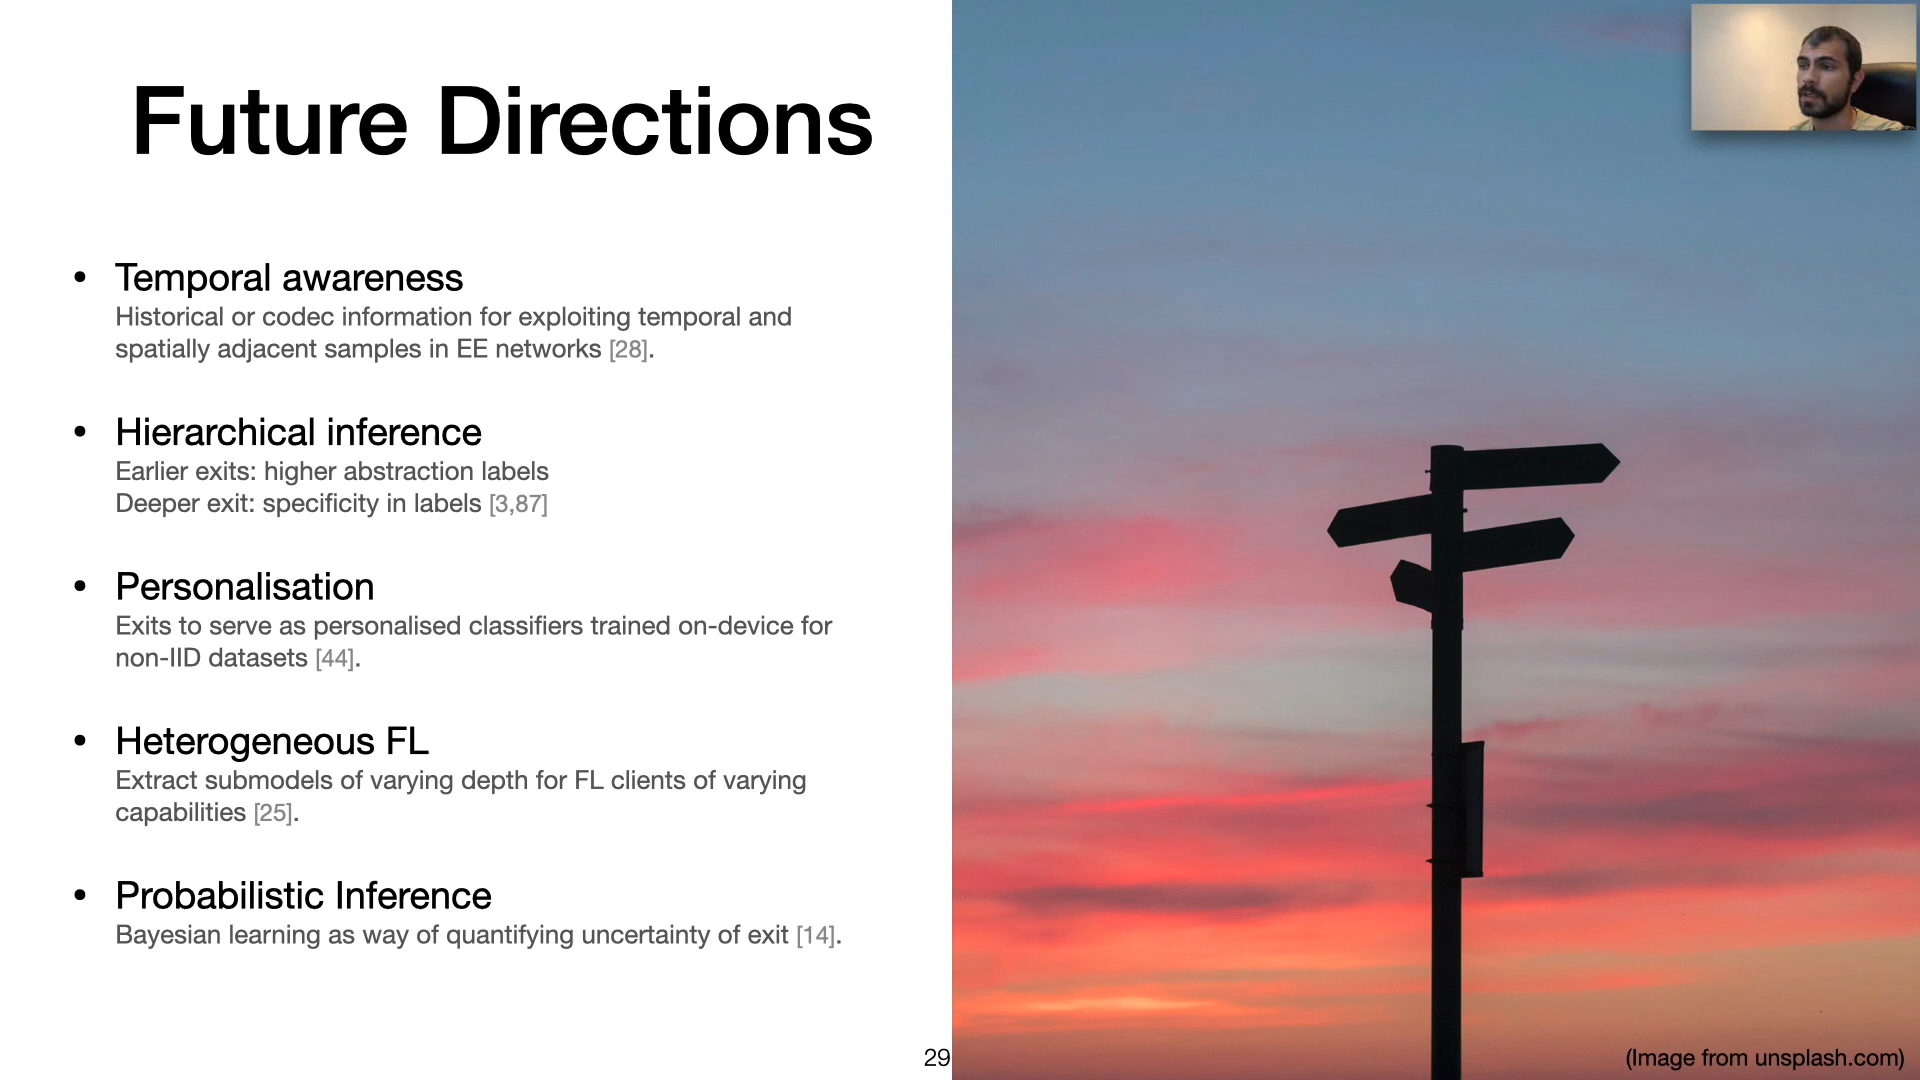 Future Directions
• Temporal awareness
Historical or codec information for exploiting temporal and
spatially adjacent samples in EE networks [28].
• Hierarchical inference
Earlier exits: higher abstraction labels
Deeper exit: specificity in labels [3,87]
• Personalisation
Exits to serve as personalised classifiers trained on-device for
non-IID datasets [44].
• Heterogeneous FL
Extract submodels of varying depth for FL clients of varying
capabilities [25].
• Probabilistic Inference
Bayesian learning as way of quantifying uncertainty of exit [14].
29
(Image from unsplash.com)